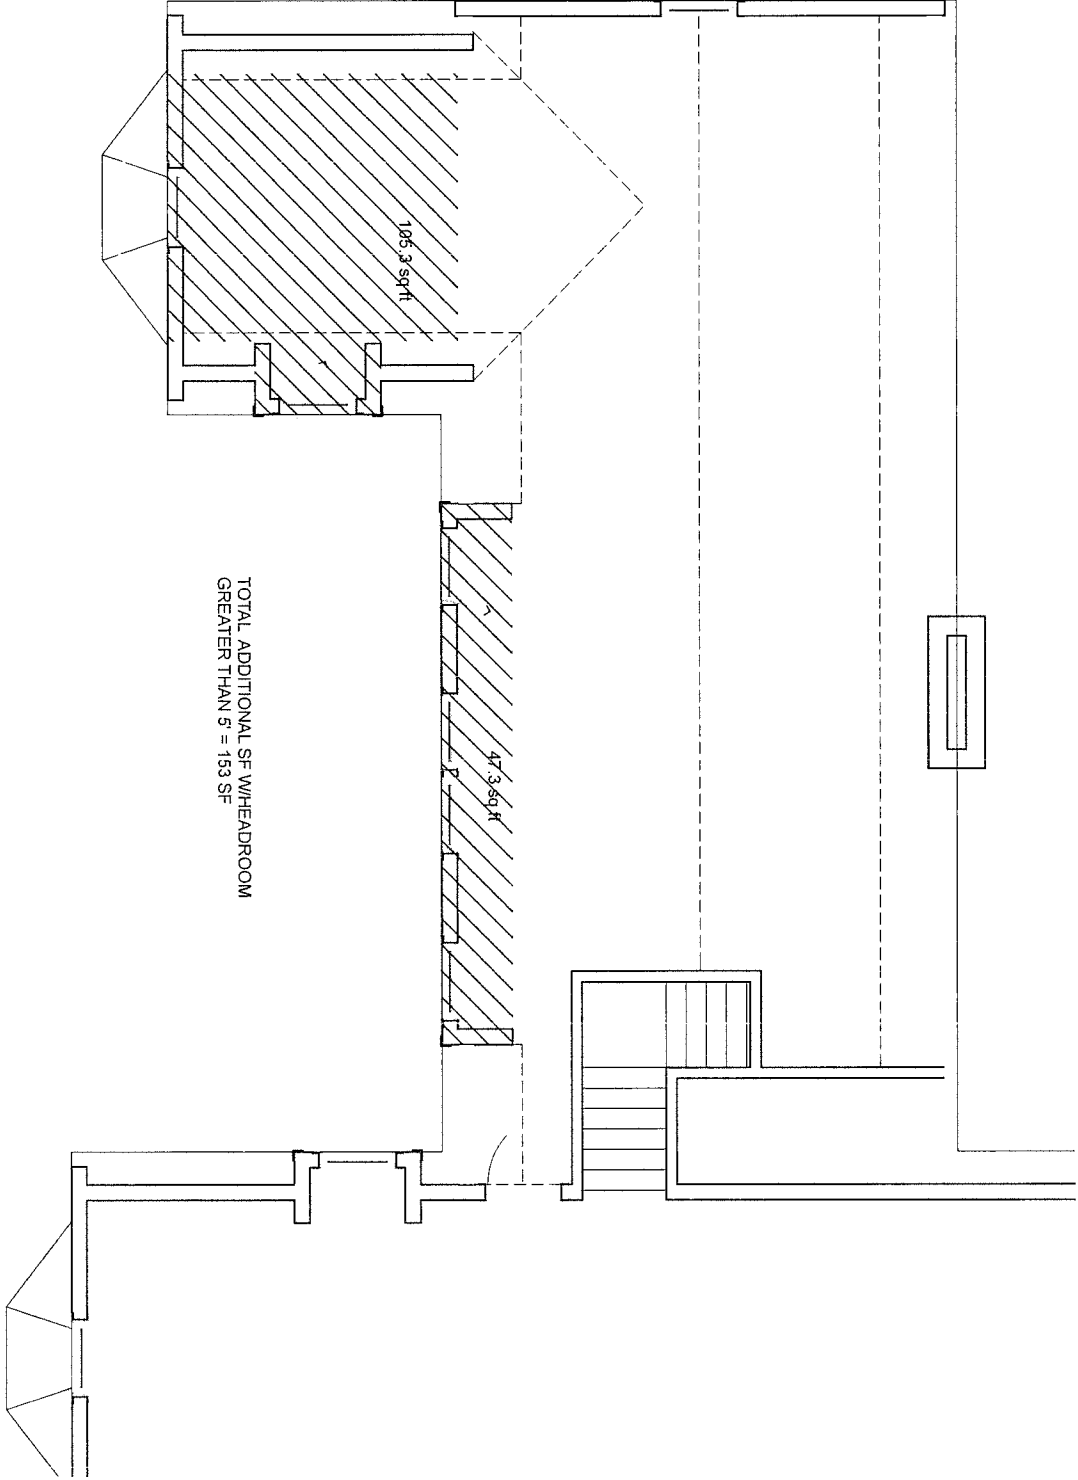 105.3 sq ft
47.3 sq ft
TOTAL ADDITIONAL SF W/HEADROOM
GREATER THAN 5' = 153 SF